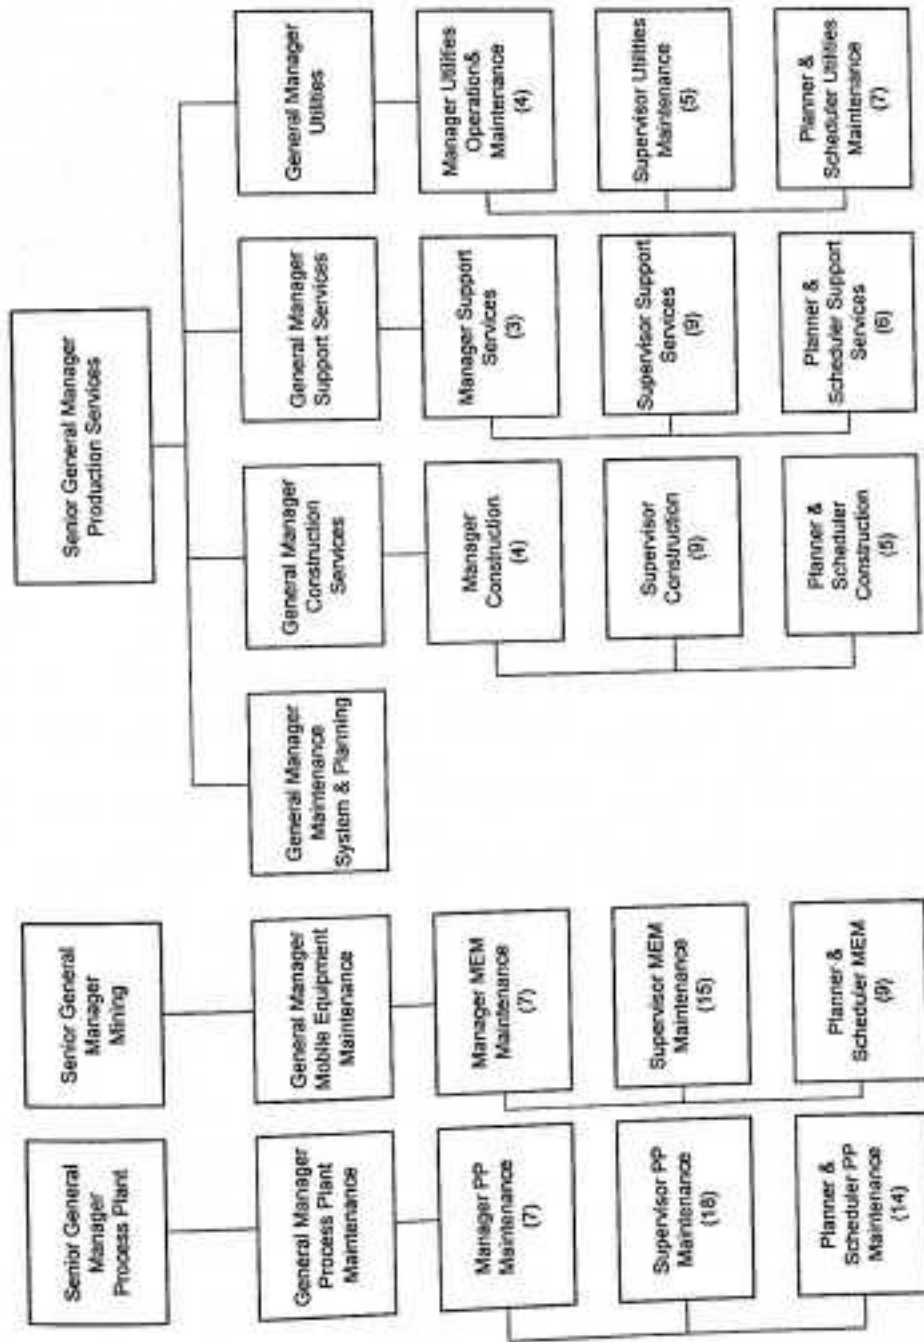 Senior General
Manager
Process Plant
Senior General
Manager
Mining
Senior General Manager
Production Services
General Manager
Process Plant
Maintenance
General Manager
Mobile Equipment
Maintenance
General Manager
Maintenance
System & Planning
General Manager
Construction
Services
General Manager
Support Services
General Manager
Utilities
Manager PP
Maintenance
(7)
Manager MEM
Maintenance
(7)
Manager
Construction
(4)
Manager Support
Services
(3)
Manager Utilities
Operation&
Maintenance
(4)
Supervisor PP
Maintenance
(18)
Supervisor MEM
Maintenance
(15)
Supervisor
Construction
(9)
Supervisor Support
Services
(9)
Supervisor Utilities
Maintenance
(5)
Planner &
Scheduler PP
Maintenance
(14)
Planner &
Scheduler MEM
(9)
Planner &
Scheduler
Construction
(5)
Planner &
Scheduler Support
Services
(6)
Planner &
Scheduler Utilities
Maintenance
(7)